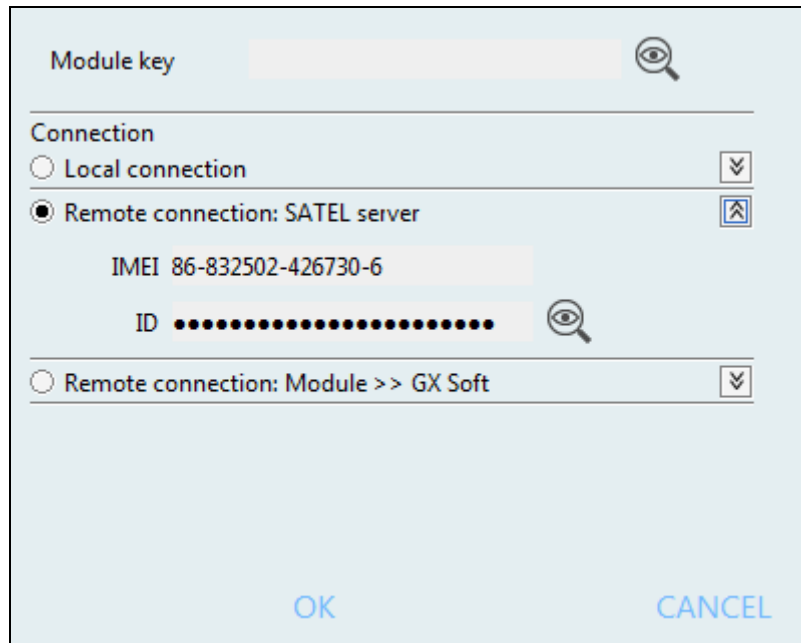 Module key
Connection
Local connection
Remote connection: SATEL server
IMEI 86-832502-426730-6
ID ●●●●●●●●●●●●●●●●●●●●●●●
Remote connection: Module >> GX Soft
OK CANCEL